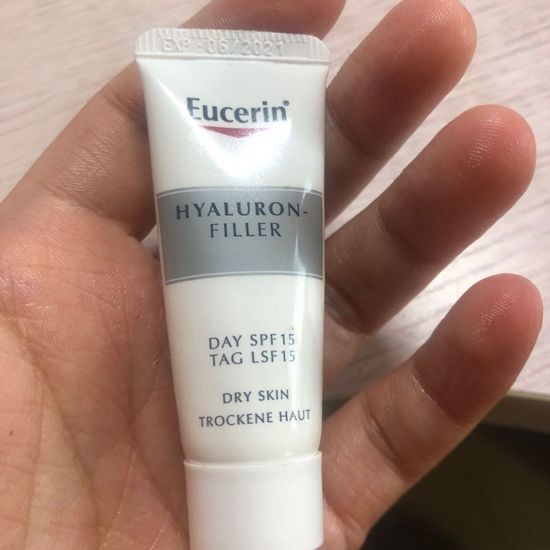 EXP :06/2021
Eucerin®
HYALURON-
FILLER
DAY SPF15
TAG LSF15
DRY SKIN
TROCKENE HAUT